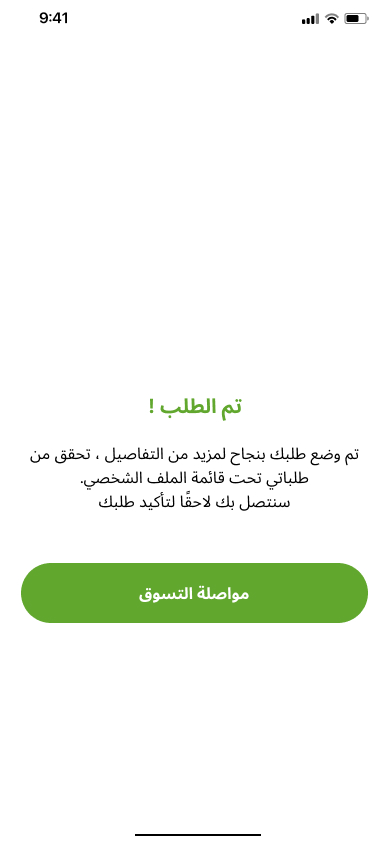 9:41
تم الطلب !
تم وضع طلبك بنجاح لمزيد من التفاصيل ، تحقق من
طلباتي تحت قائمة الملف الشخصي.
سنتصل بك لاحقًا لتأكيد طلبك
مواصلة التسوق